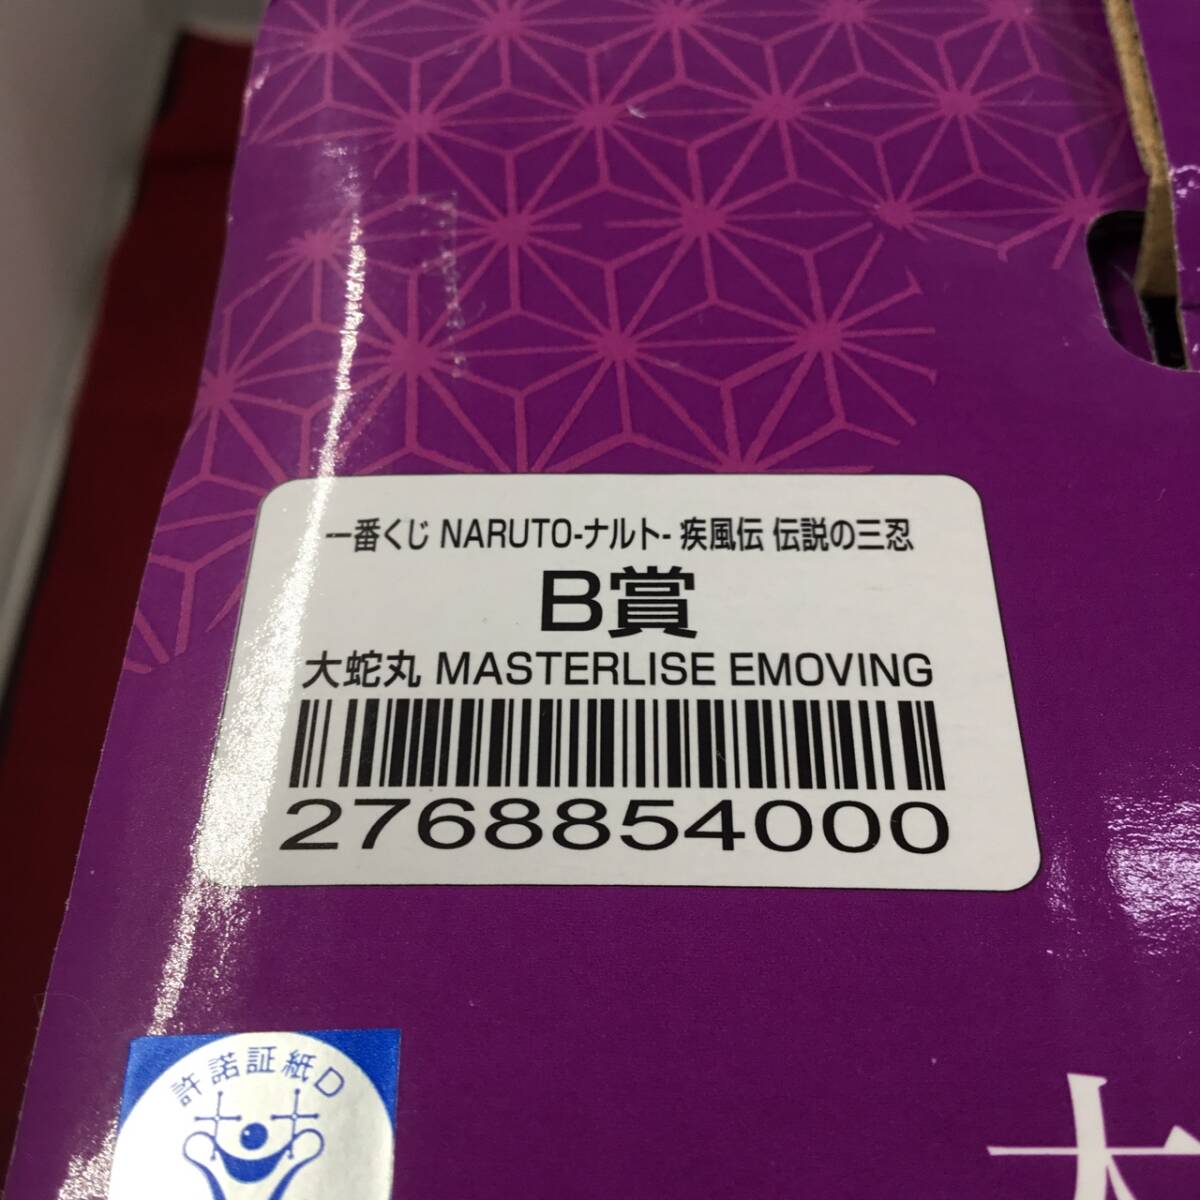 一番くじ NARUTO-ナルト- 疾風伝 伝説の三忍
B賞
大蛇丸 MASTERLISE EMOVING
2768854000
許諾証紙D